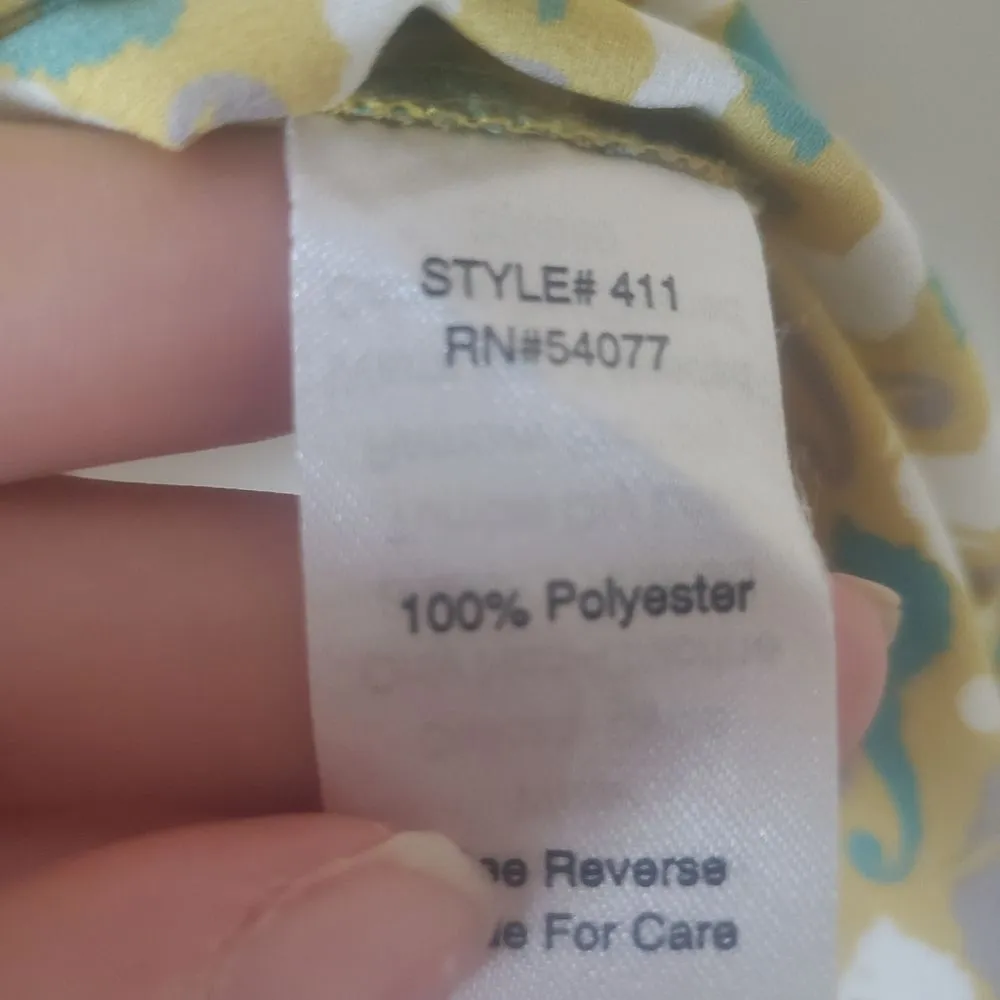 STYLE# 411
RN#54077
100% Polyester
Reverse
For Care